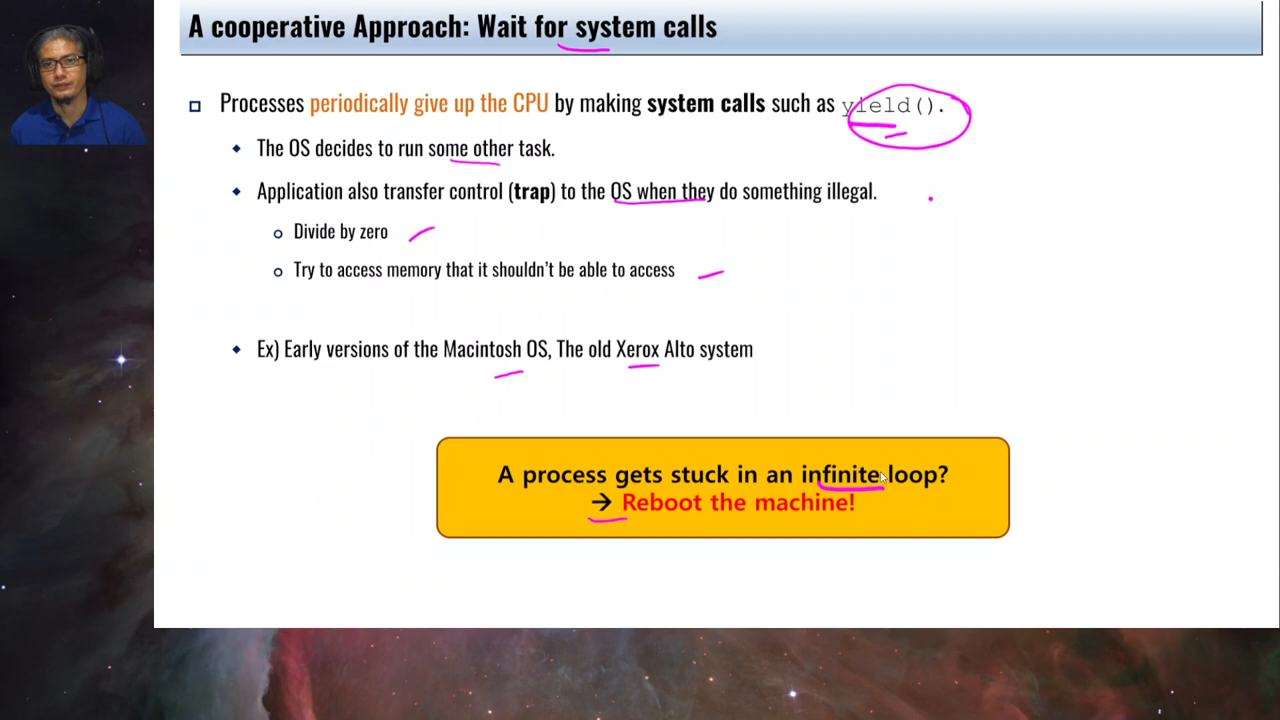 A cooperative Approach: Wait for system calls
Processes periodically give up the CPU by making system calls such as yield().
The OS decides to run some other task.
Application also transfer control (trap) to the OS when they do something illegal.
Divide by zero
Try to access memory that it shouldn't be able to access
Ex) Early versions of the Macintosh OS, The old Xerox Alto system
A process gets stuck in an infinite loop?
→ Reboot the machine!